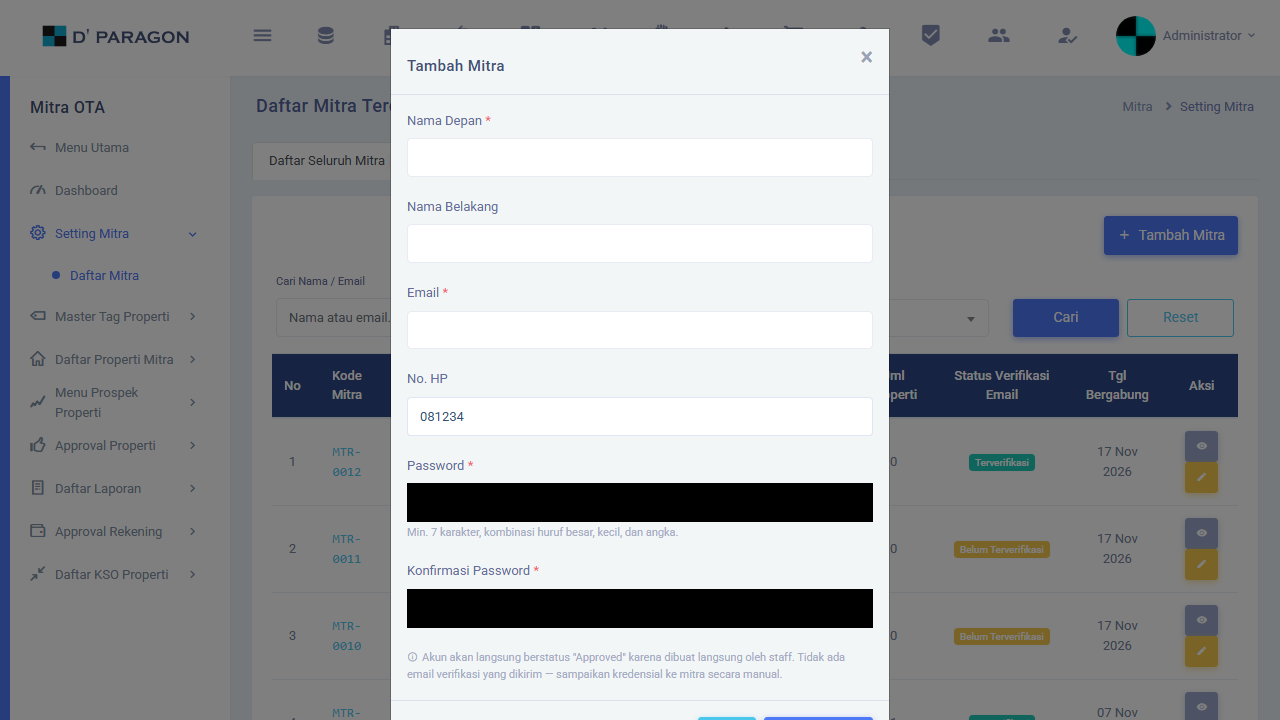 D' PARAGON
Administrator
Mitra OTA
Menu Utama
Dashboard
Setting Mitra
Daftar Mitra
Master Tag Properti
Daftar Properti Mitra
Menu Prospek
Properti
Approval Properti
Daftar Laporan
Approval Rekening
Daftar KSO Properti
Daftar Mitra
Mitra
Setting Mitra
Daftar Seluruh Mitra
+ Tambah Mitra
Cari Nama / Email
Nama atau email.
Cari
Reset
No
Kode
Mitra
Status Verifikasi
Email
Tgl
Bergabung
Aksi
1
MTR-
0012
0
Terverifikasi
17 Nov
2026
2
MTR-
0011
0
Belum Terverifikasi
17 Nov
2026
3
MTR-
0010
0
Belum Terverifikasi
17 Nov
2026
MTR-
07 Nov
Tambah Mitra
×
Nama Depan *
Nama Belakang
Email *
No. HP
081234
Password *
Min. 7 karakter, kombinasi huruf besar, kecil, dan angka.
Konfirmasi Password *
Akun akan langsung berstatus "Approved" karena dibuat langsung oleh staff. Tidak ada
email verifikasi yang dikirim — sampaikan kredensial ke mitra secara manual.